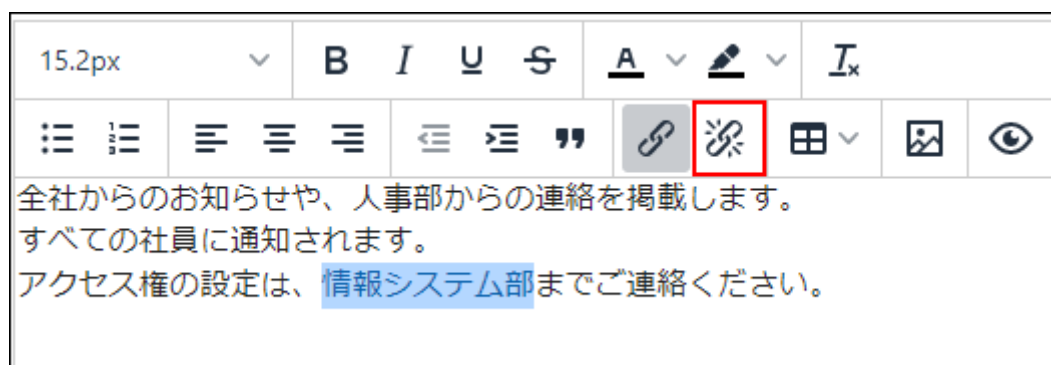 15.2px B I U S A Tx
全社からのお知らせや、人事部からの連絡を掲載します。
すべての社員に通知されます。
アクセス権の設定は、情報システム部までご連絡ください。